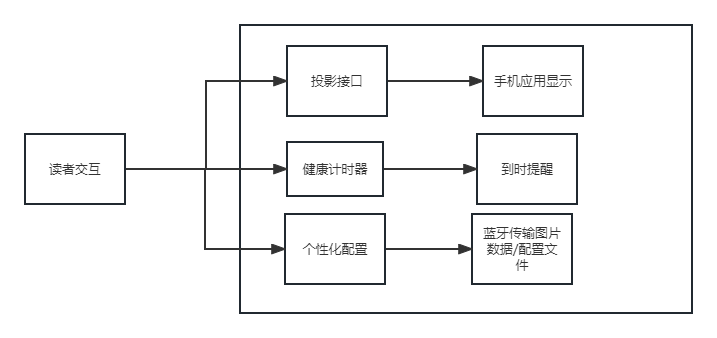 投影接口
手机应用显示
读者交互
健康计时器
到时提醒
个性化配置
蓝牙传输图片
数据/配置文
件